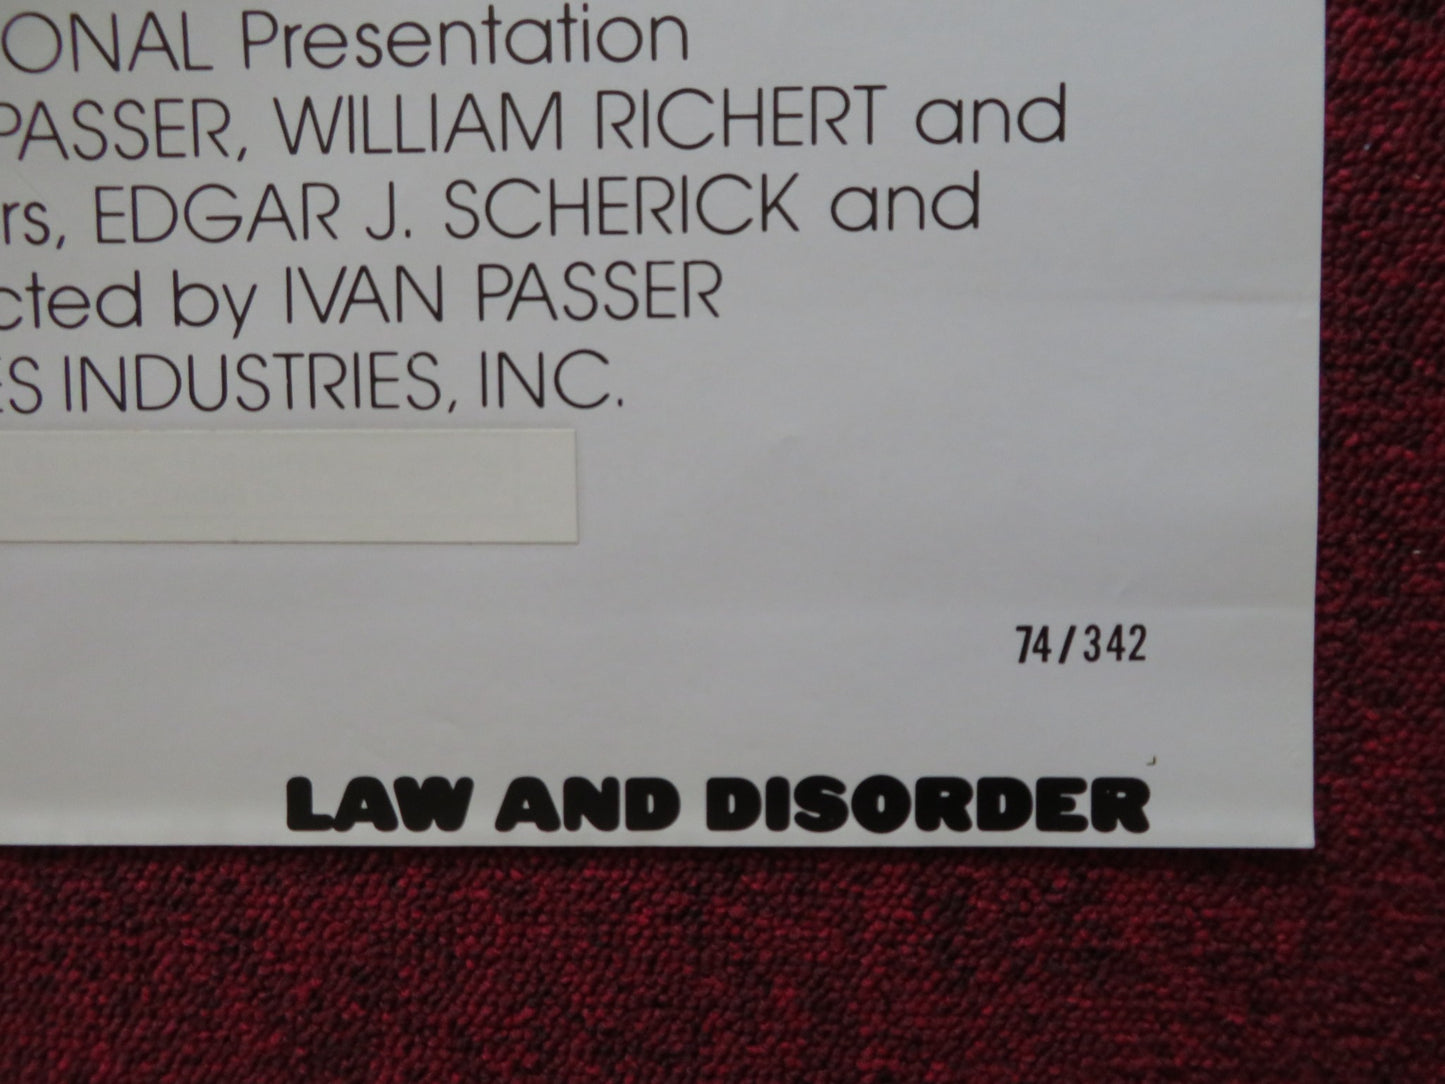 ONAL Presentation
PASSER, WILLIAM RICHERT and
rs, EDGAR J. SCHERICK and
cted by IVAN PASSER
ES INDUSTRIES, INC.
74/342
LAW AND DISORDER